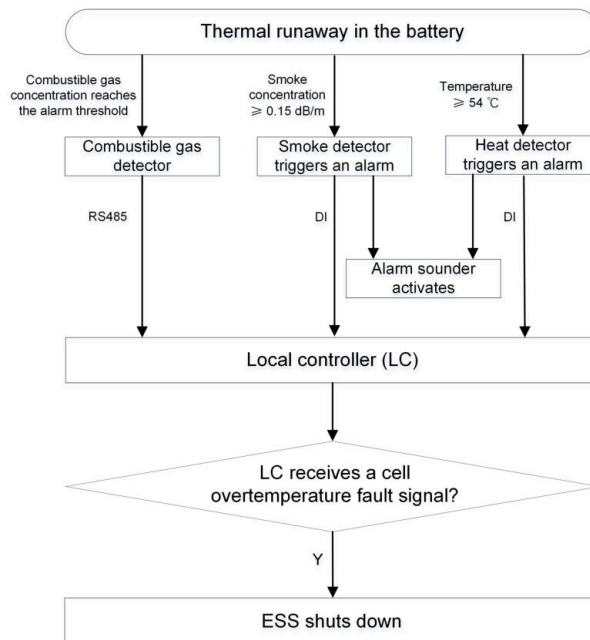 Thermal runaway in the battery
Combustible gas
concentration reaches
the alarm threshold
Smoke
concentration
≥ 0.15 dB/m
Temperature
≥ 54 ℃
Combustible gas
detector
Smoke detector
triggers an alarm
Heat detector
triggers an alarm
RS485
DI
DI
Alarm sounder
activates
Local controller (LC)
LC receives a cell
overtemperature fault signal?
Y
ESS shuts down